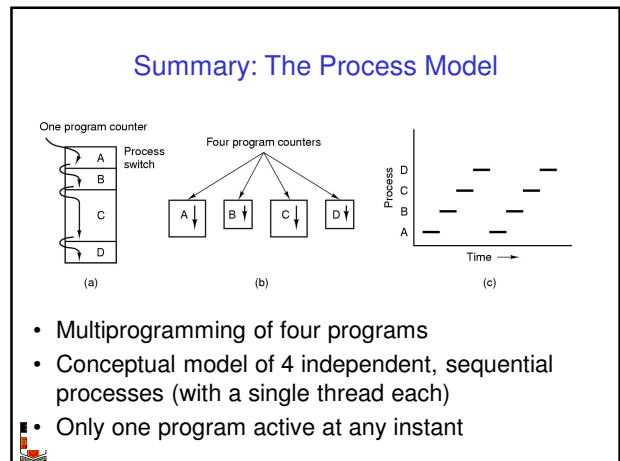 Summary: The Process Model
One program counter
Process
switch
A
B
C
D
(a)
Four program counters
A
B
C
D
(b)
Process
D
C
B
A
Time
(c)
• Multiprogramming of four programs
• Conceptual model of 4 independent, sequential
processes (with a single thread each)
• Only one program active at any instant